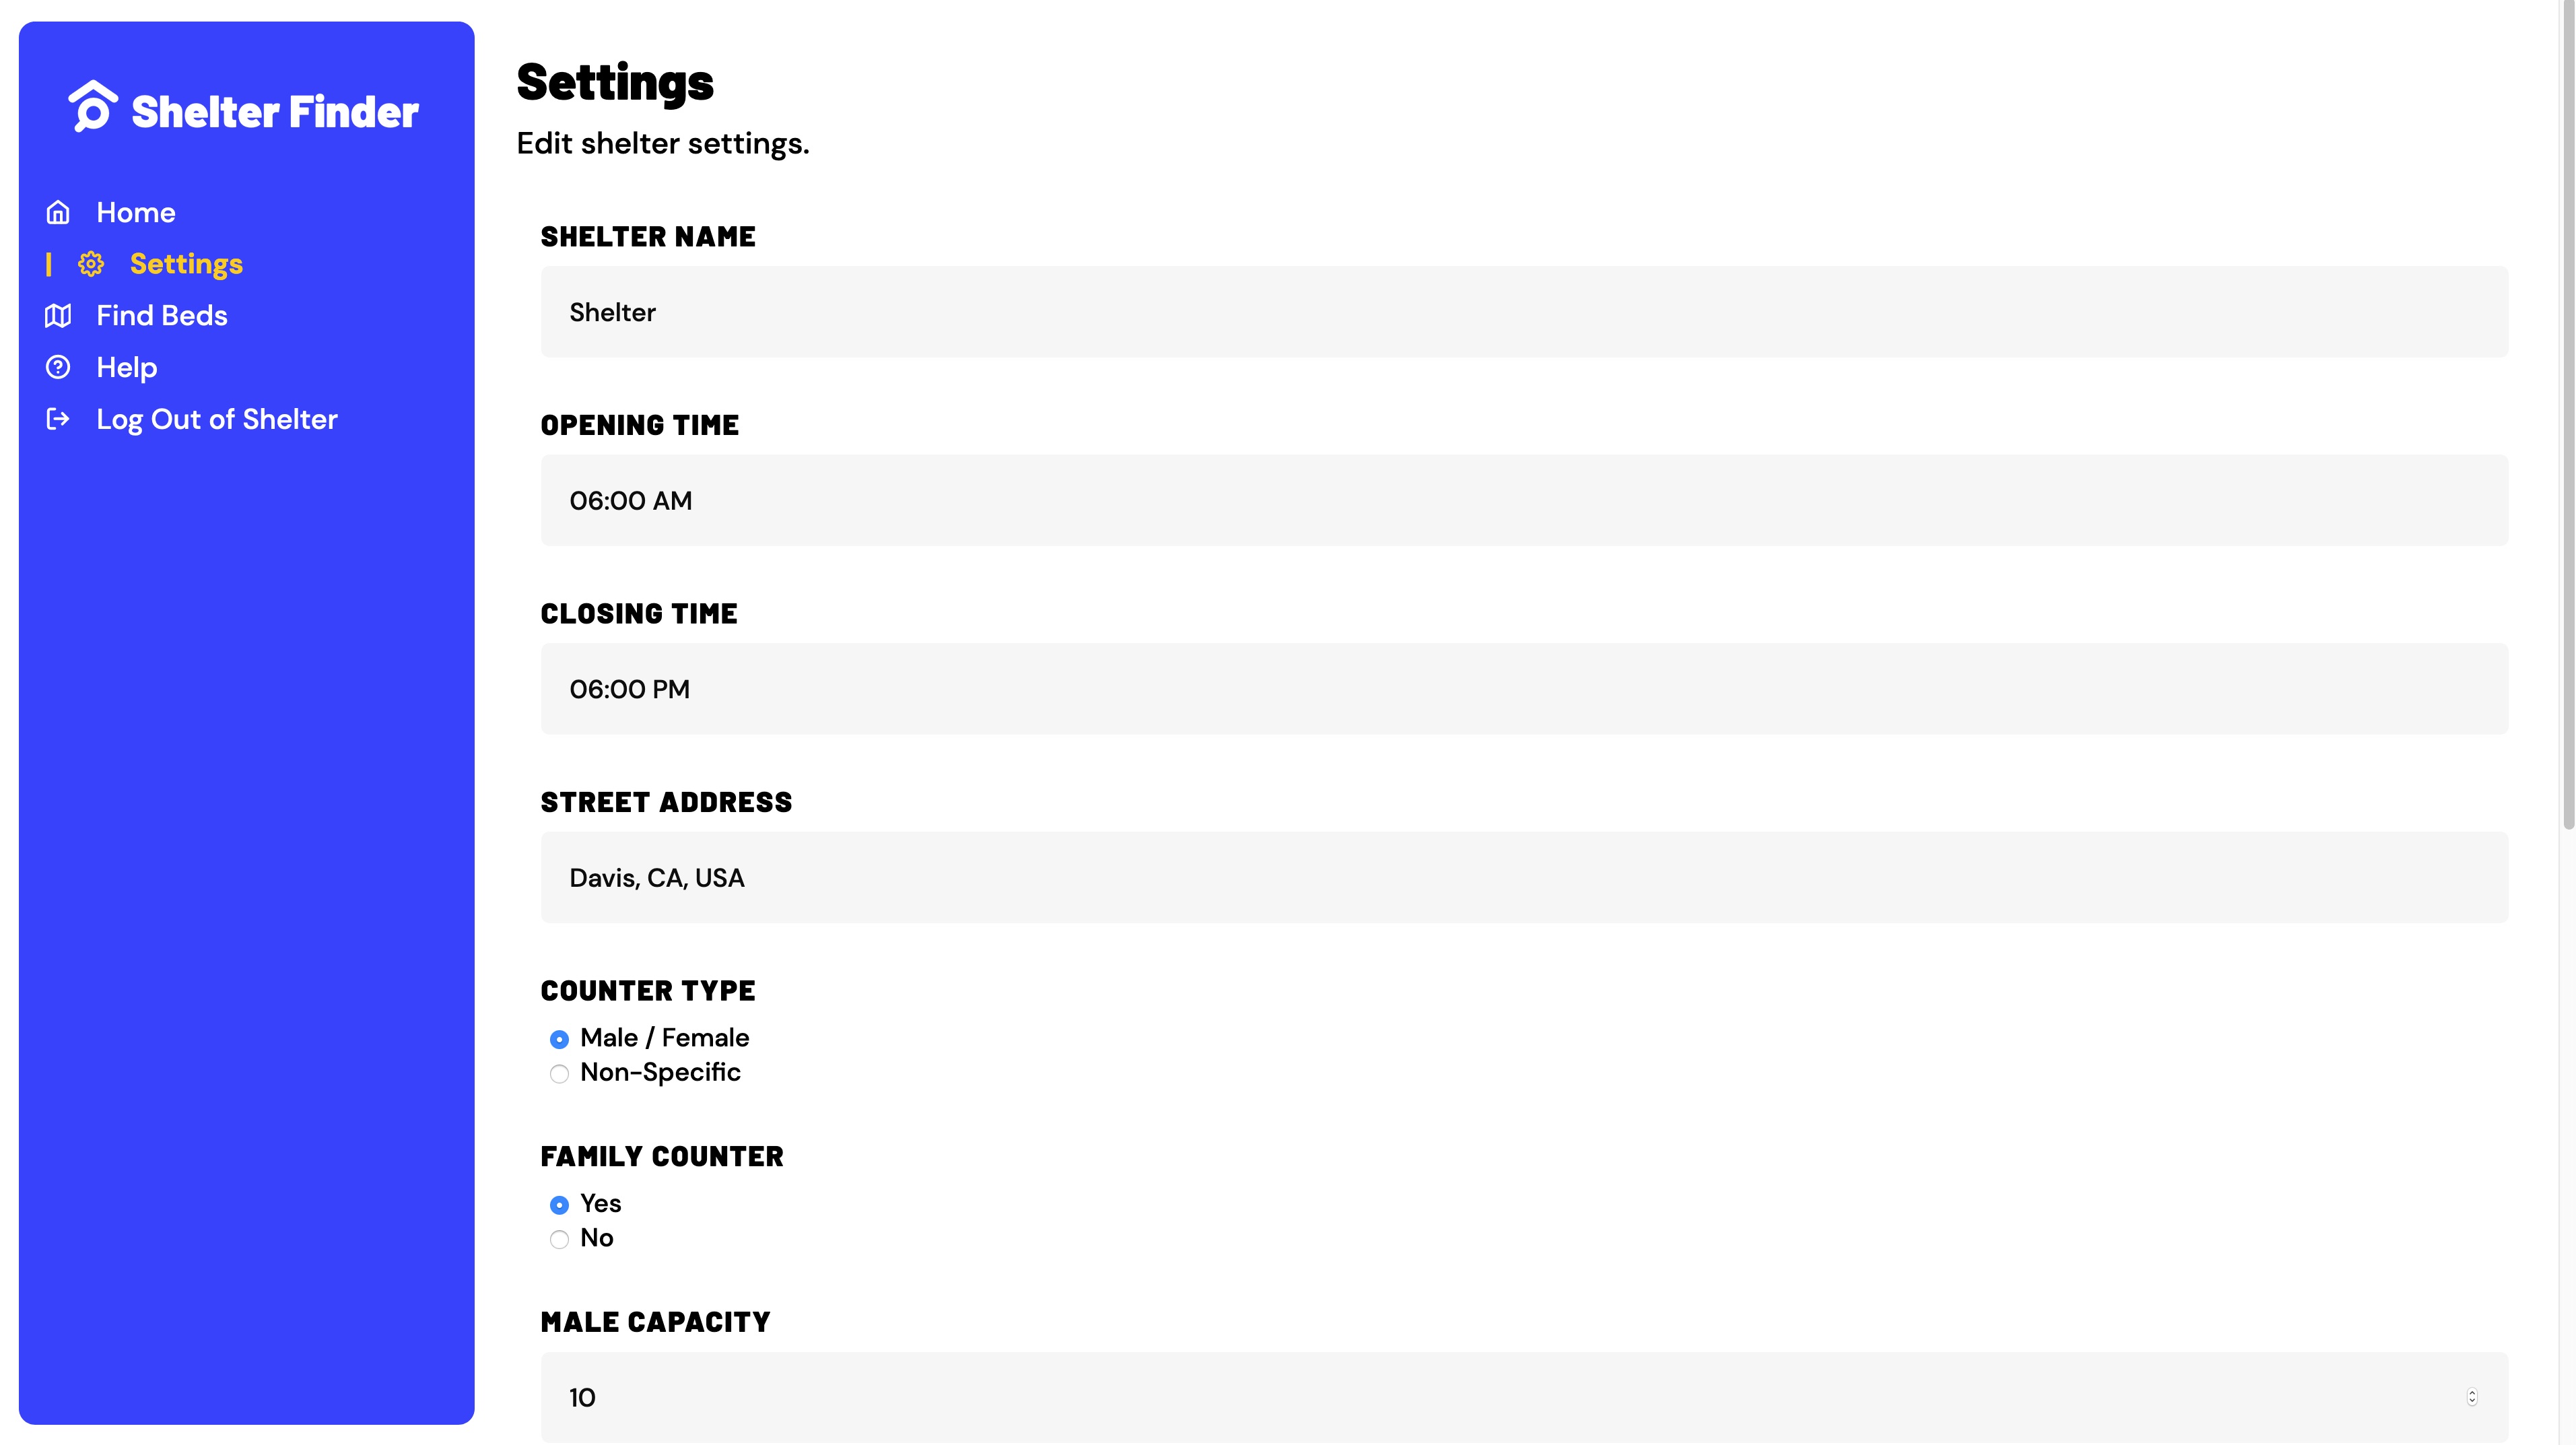 Shelter Finder
Home
Settings
Find Beds
Help
Log Out of Shelter
Settings
Edit shelter settings.
SHELTER NAME
Shelter
OPENING TIME
06:00 AM
CLOSING TIME
06:00 PM
STREET ADDRESS
Davis, CA, USA
COUNTER TYPE
Male / Female
Non-Specific
FAMILY COUNTER
Yes
No
MALE CAPACITY
10